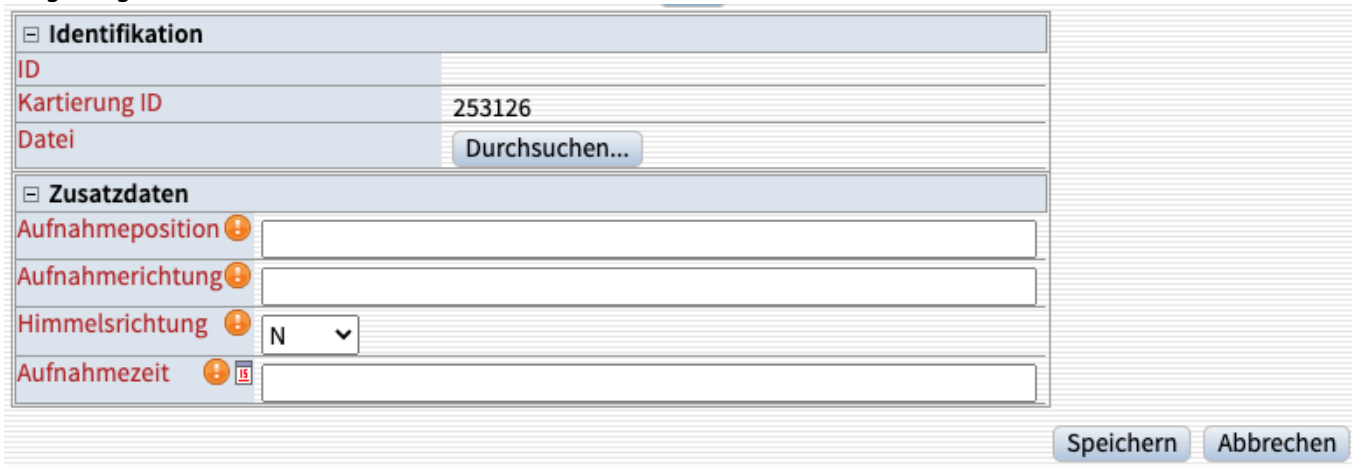 Identifikation
ID
Kartierung ID 253126
Datei Durchsuchen...
Zusatzdaten
Aufnahmeposition
Aufnahmerichtung
Himmelsrichtung N
Aufnahmezeit
Speichern Abbrechen